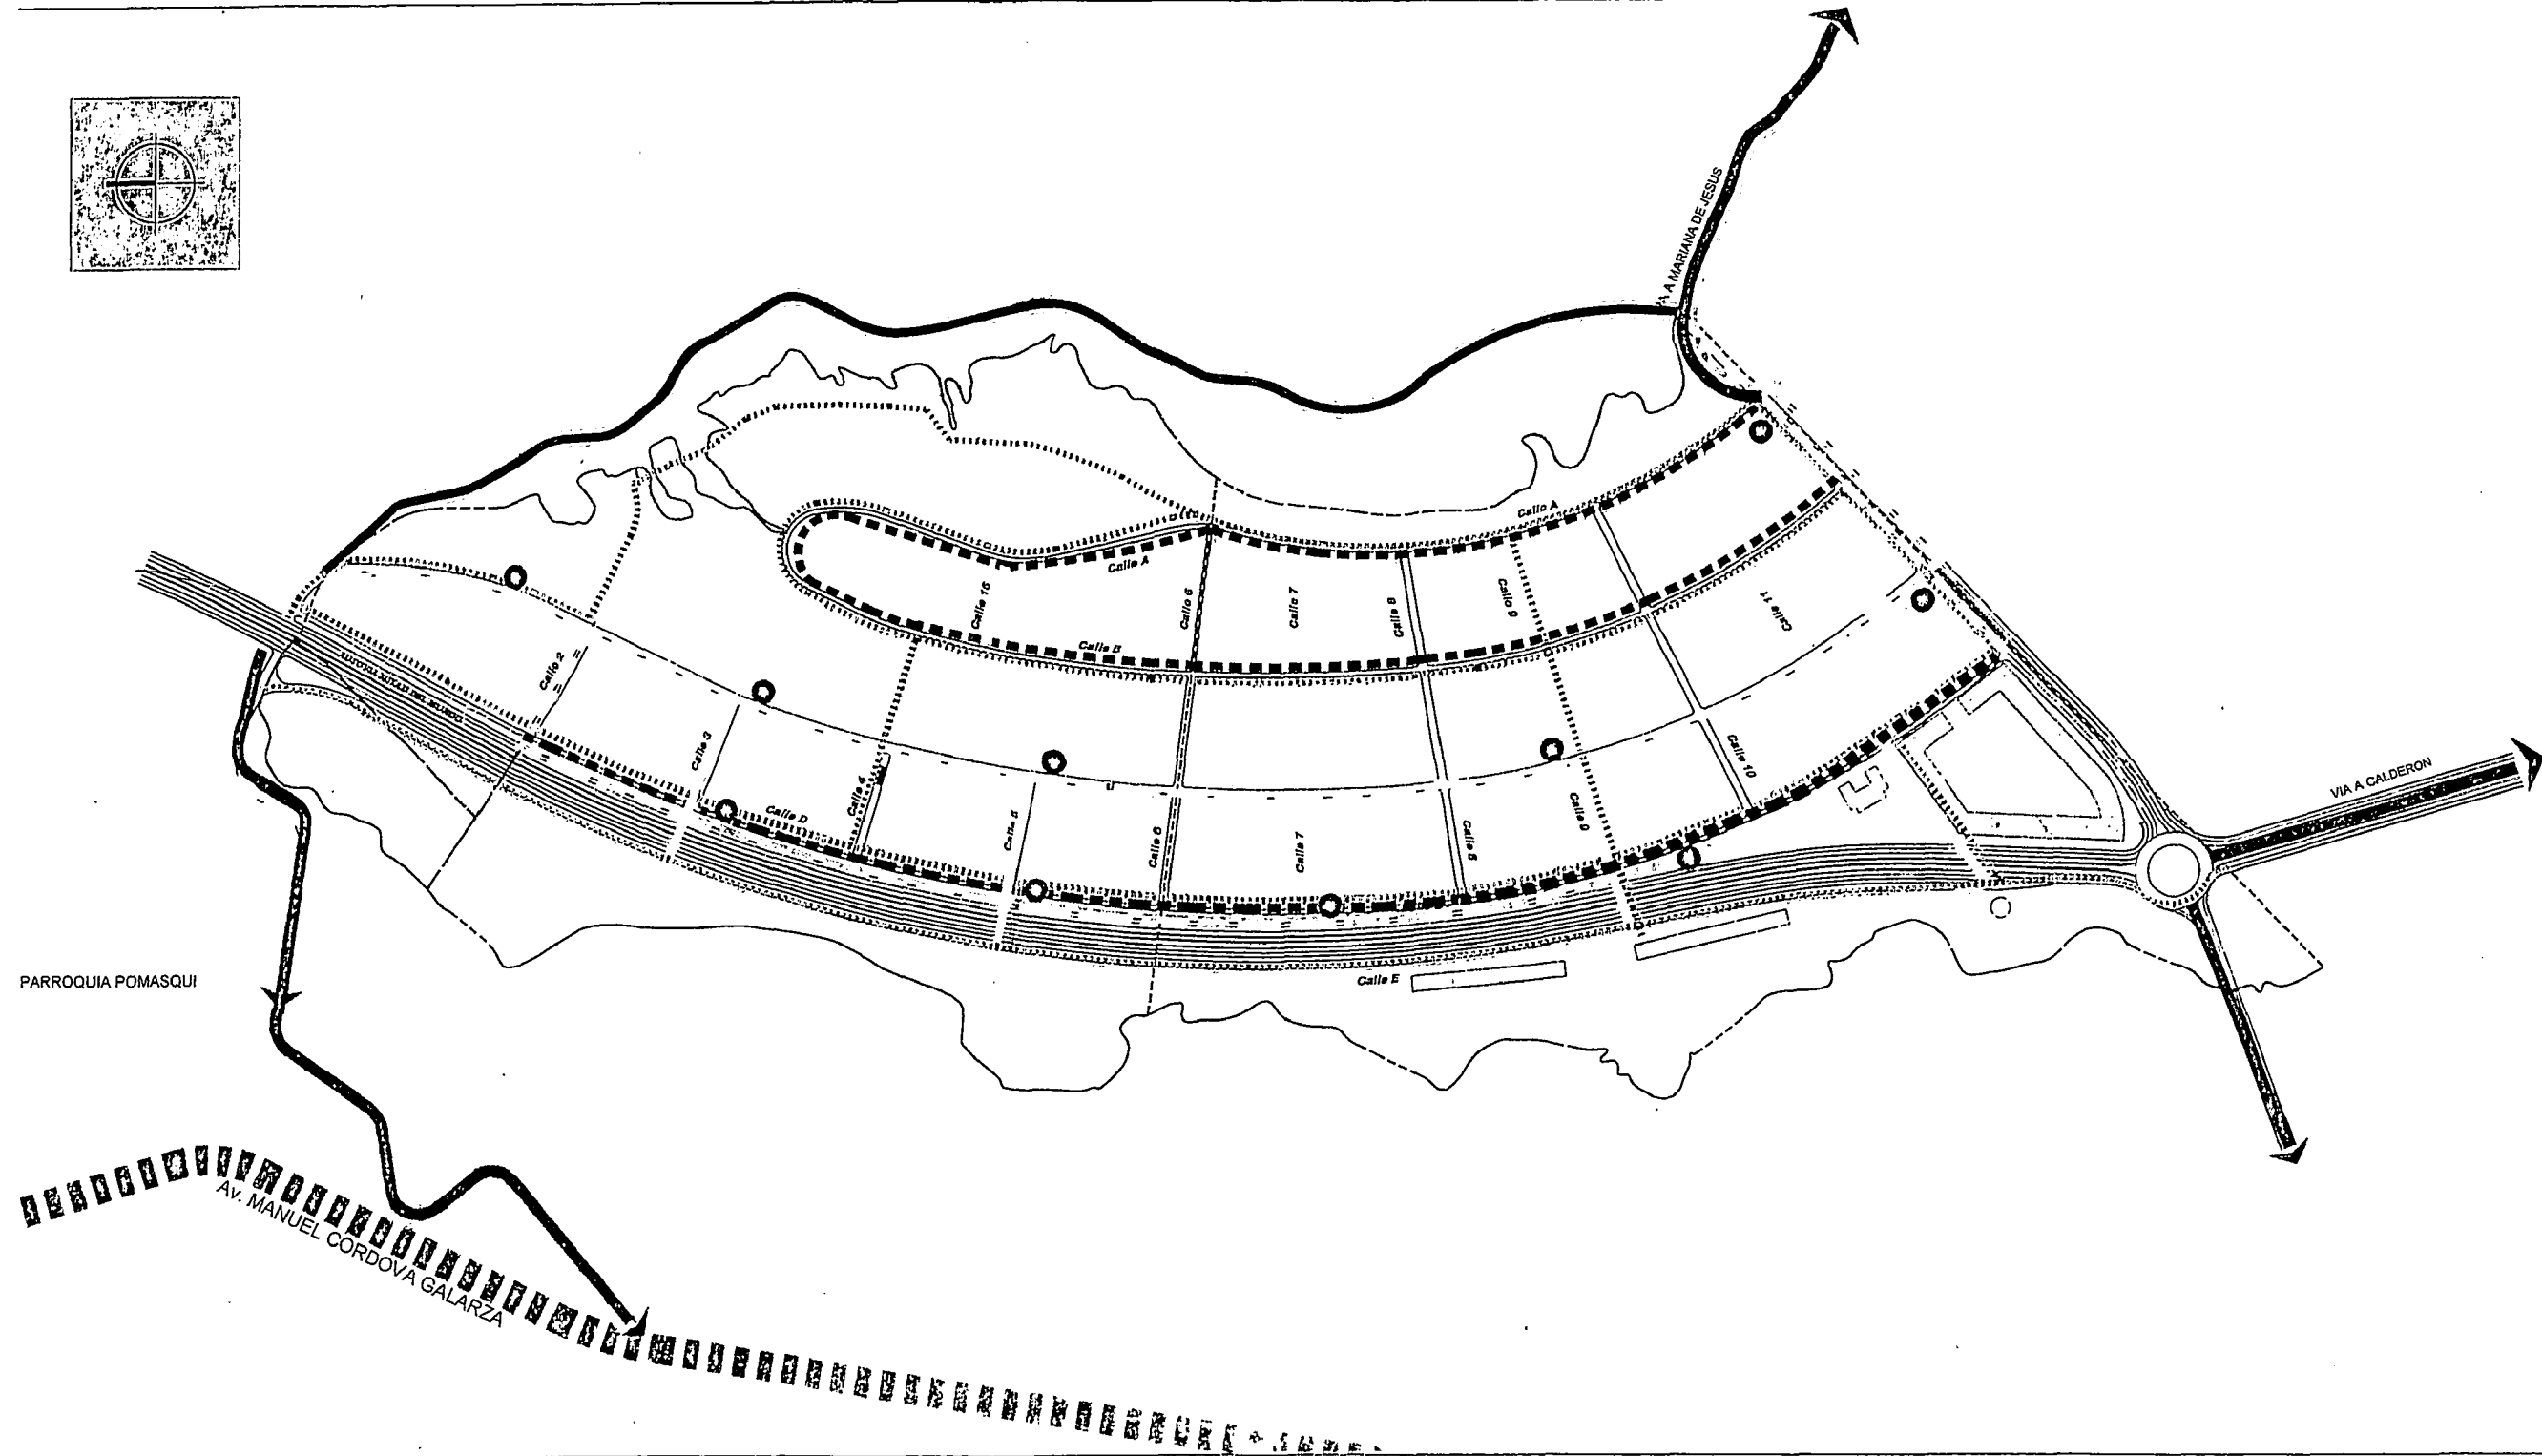 A MARIANA DE JESUS
Calle A
Calle A
Calle 15
Calle 6
Calle 7
Calle 8
Calle 9
Calle 11
Calle B
Calle 2
Calle 3
Calle 4
Calle D
Calle 5
Calle 6
Calle 7
Calle 8
Calle 9
Calle 10
VIA A CALDERON
Calle E
PARROQUIA POMASQUI
Av. MANUEL CORDOVA GALARZA